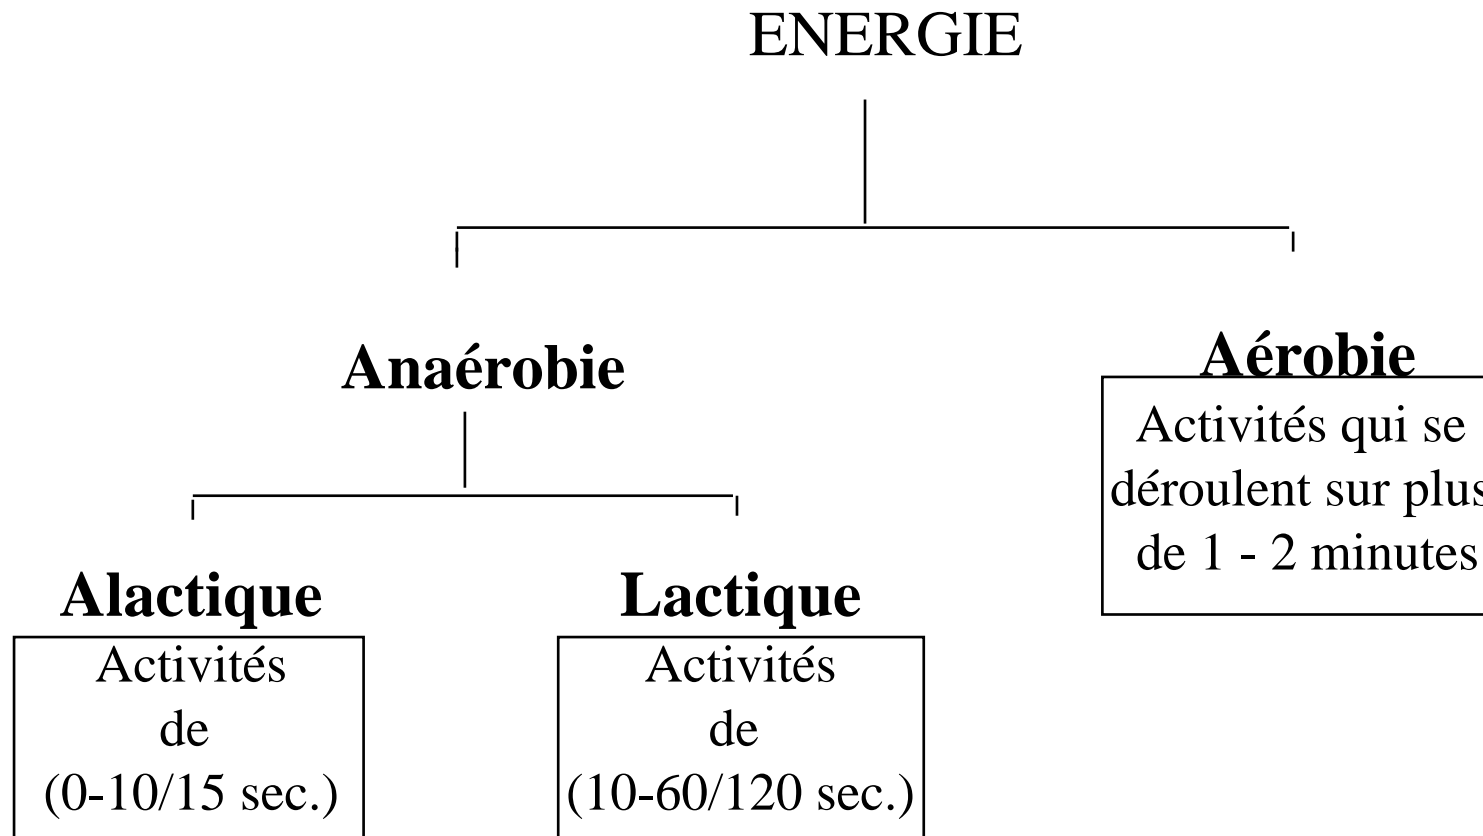 ENERGIE
Anaérobie
Aérobie
Activités qui se
déroulent sur plus
de 1 - 2 minutes
Alactique
Activités
de
(0-10/15 sec.)
Lactique
Activités
de
(10-60/120 sec.)